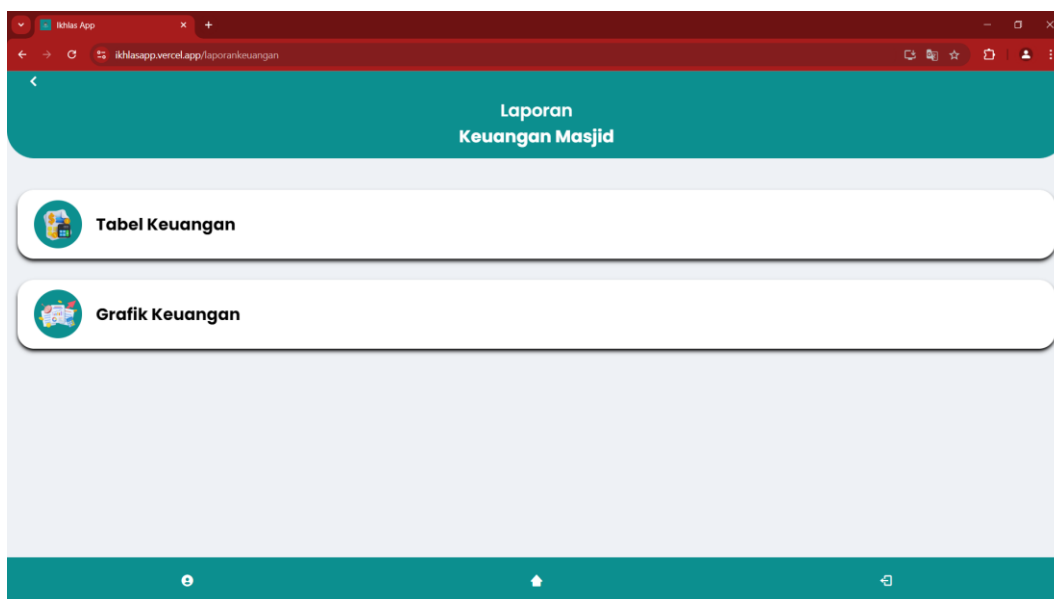 Ikhlas App
ikhlasapp.vercel.app/laporankeuangan
Laporan
Keuangan Masjid
Tabel Keuangan
Grafik Keuangan